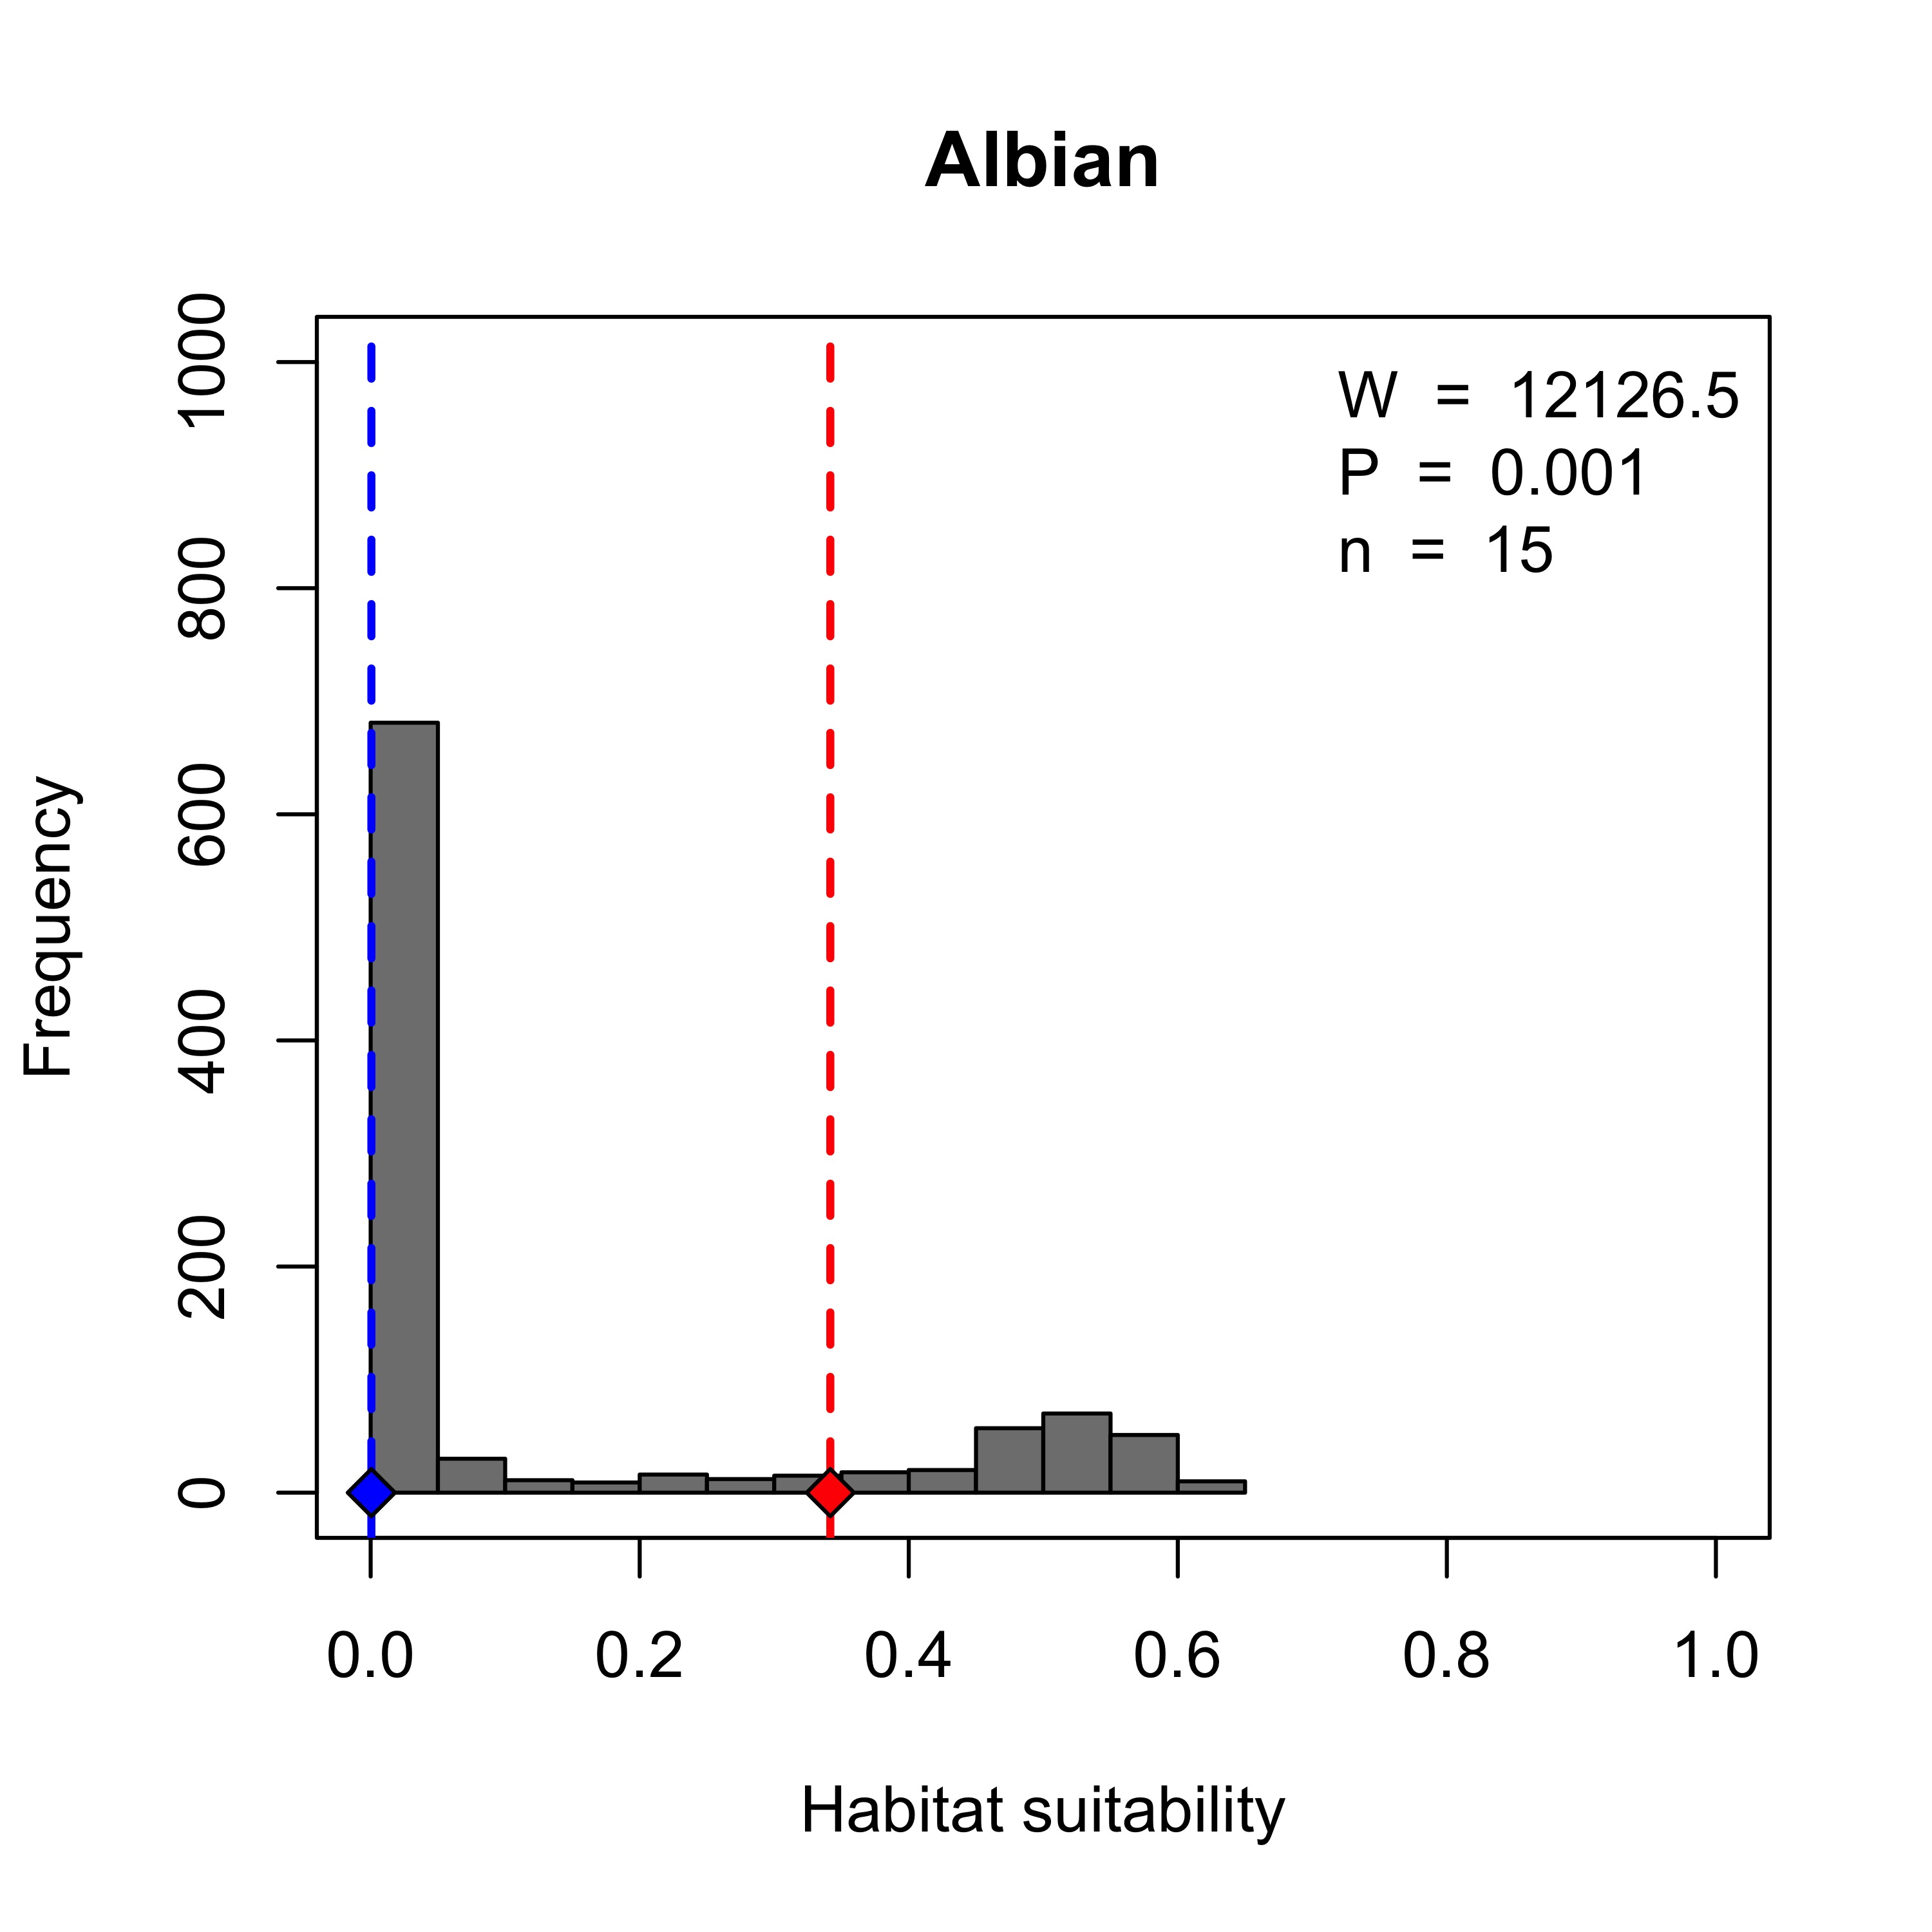 Albian
W = 12126.5
P = 0.001
n = 15
Frequency
1000
800
600
400
200
0
0.0 0.2 0.4 0.6 0.8 1.0
Habitat suitability